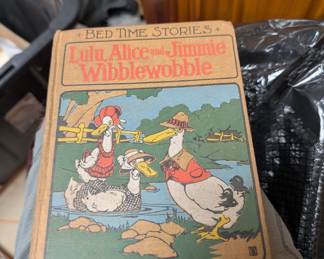 BED TIME STORIES
Lulu, Alice and Jimmie
Wibblewobble